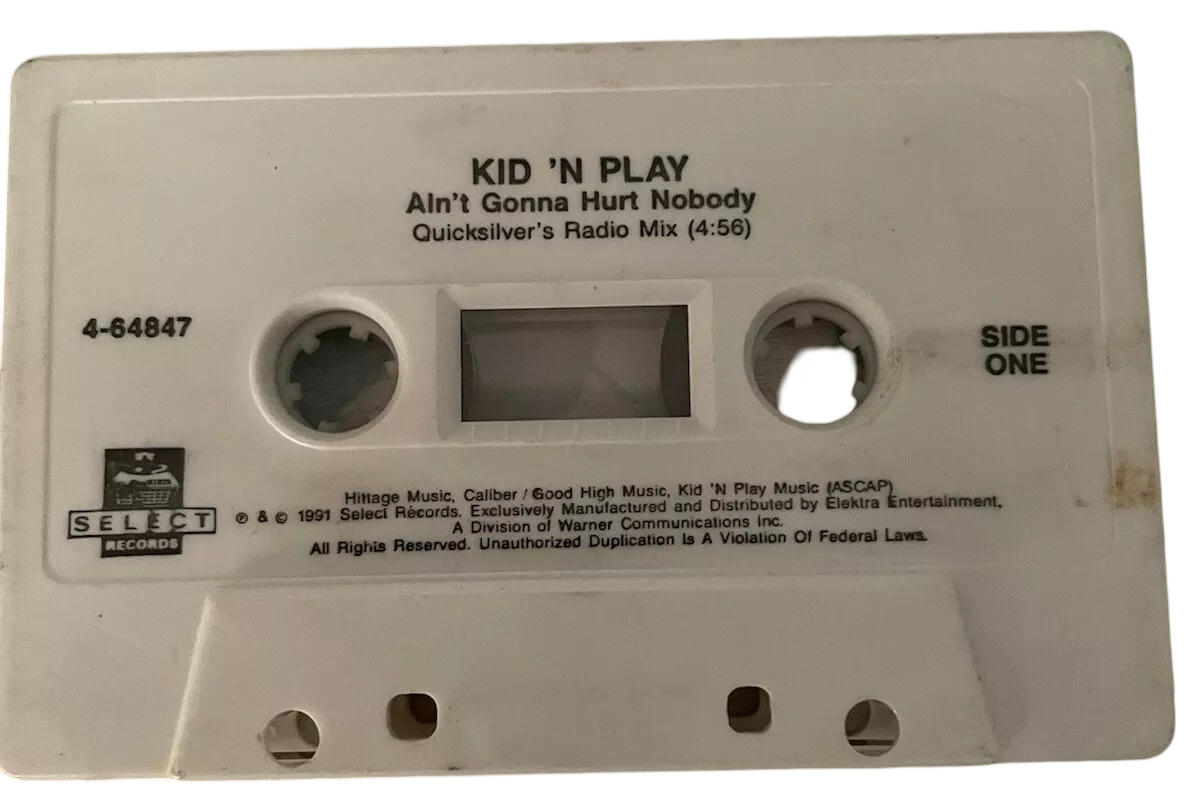 KID 'N PLAY
Ain't Gonna Hurt Nobody
Quicksilver's Radio Mix (4:56)
4-64847
SIDE
ONE
SELECT
RECORDS
Hittage Music, Caliber / Good High Music, Kid 'N Play Music (ASCAP)
℗ & © 1991 Select Records. Exclusively Manufactured and Distributed by Elektra Entertainment,
A Division of Warner Communications Inc.
All Rights Reserved. Unauthorized Duplication Is A Violation Of Federal Laws.